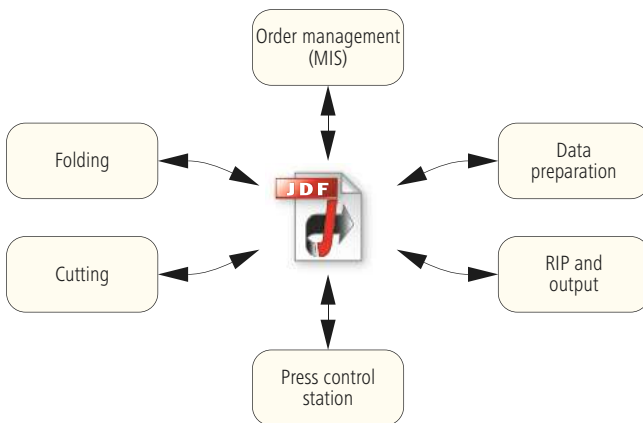 Order management
(MIS)
Folding
Data
preparation
JDF
Cutting
RIP and
output
Press control
station